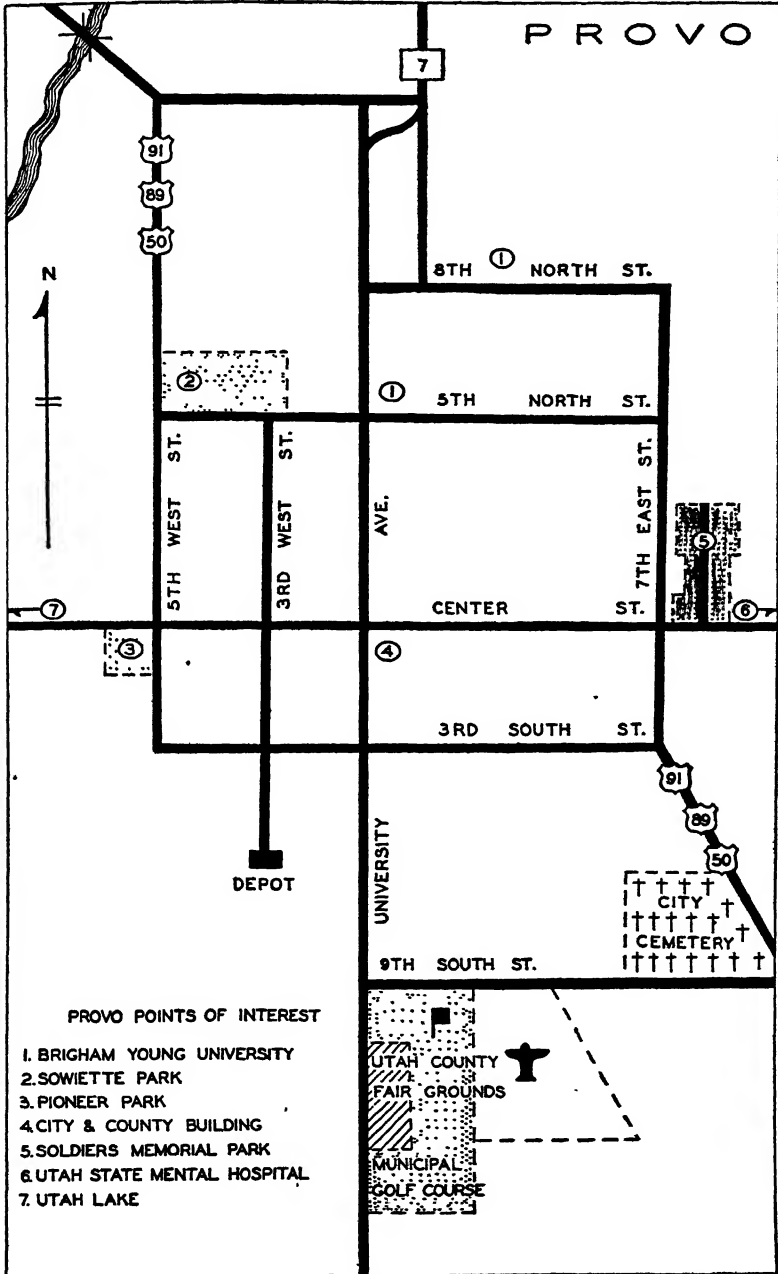 PROVO
7
91
89
50
N
8TH ① NORTH ST.
②
① 5TH NORTH ST.
5TH WEST ST.
3RD WEST ST.
UNIVERSITY AVE.
7TH EAST ST.
⑤
⑦ CENTER ST. ⑥
③ ④
3RD SOUTH ST.
91
89
50
DEPOT
CITY
CEMETERY
9TH SOUTH ST.
UTAH COUNTY
FAIR GROUNDS
MUNICIPAL
GOLF COURSE
PROVO POINTS OF INTEREST
1. BRIGHAM YOUNG UNIVERSITY
2. SOWIETTE PARK
3. PIONEER PARK
4. CITY & COUNTY BUILDING
5. SOLDIERS MEMORIAL PARK
6. UTAH STATE MENTAL HOSPITAL
7. UTAH LAKE